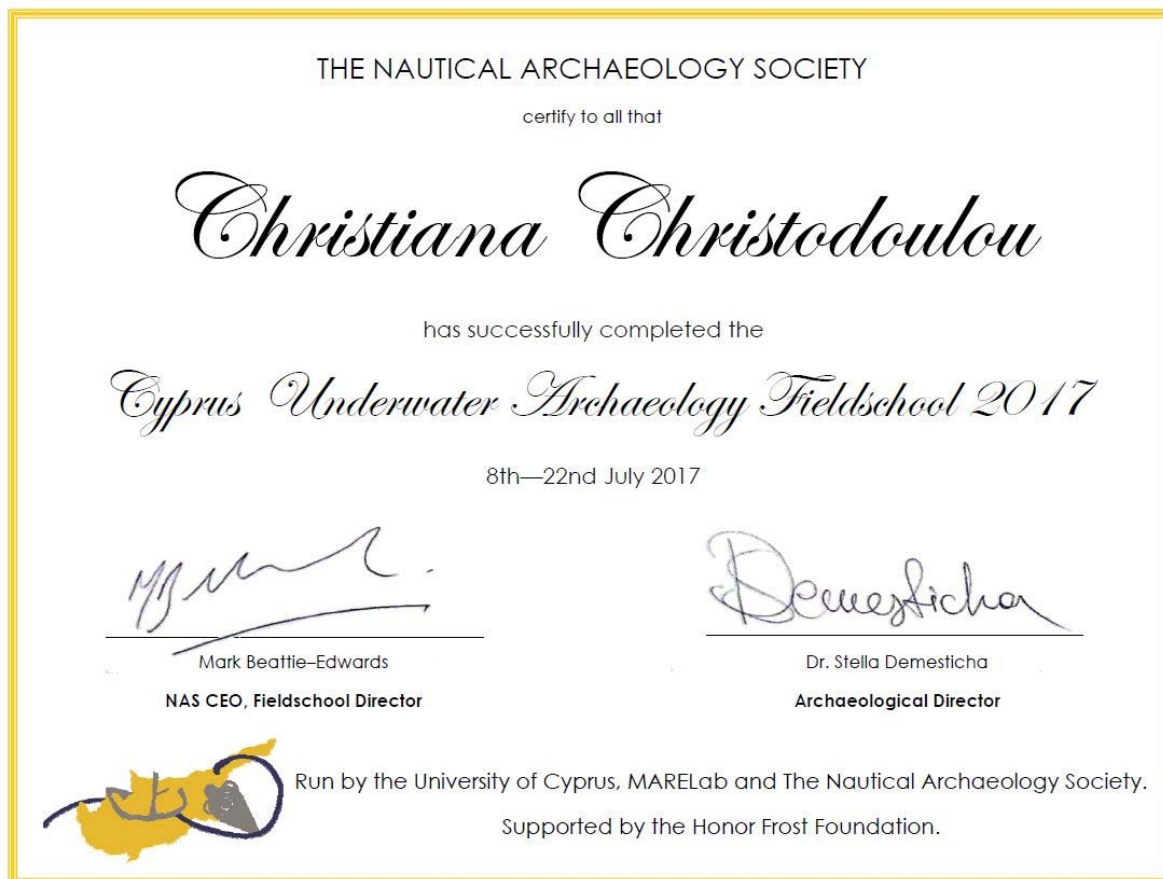 THE NAUTICAL ARCHAEOLOGY SOCIETY
certify to all that
Christiana Christodoulou
has successfully completed the
Cyprus Underwater Archaeology Fieldschool 2017
8th—22nd July 2017
Demesticha
Mark Beattie–Edwards
Dr. Stella Demesticha
NAS CEO, Fieldschool Director
Archaeological Director
Run by the University of Cyprus, MARELab and The Nautical Archaeology Society.
Supported by the Honor Frost Foundation.